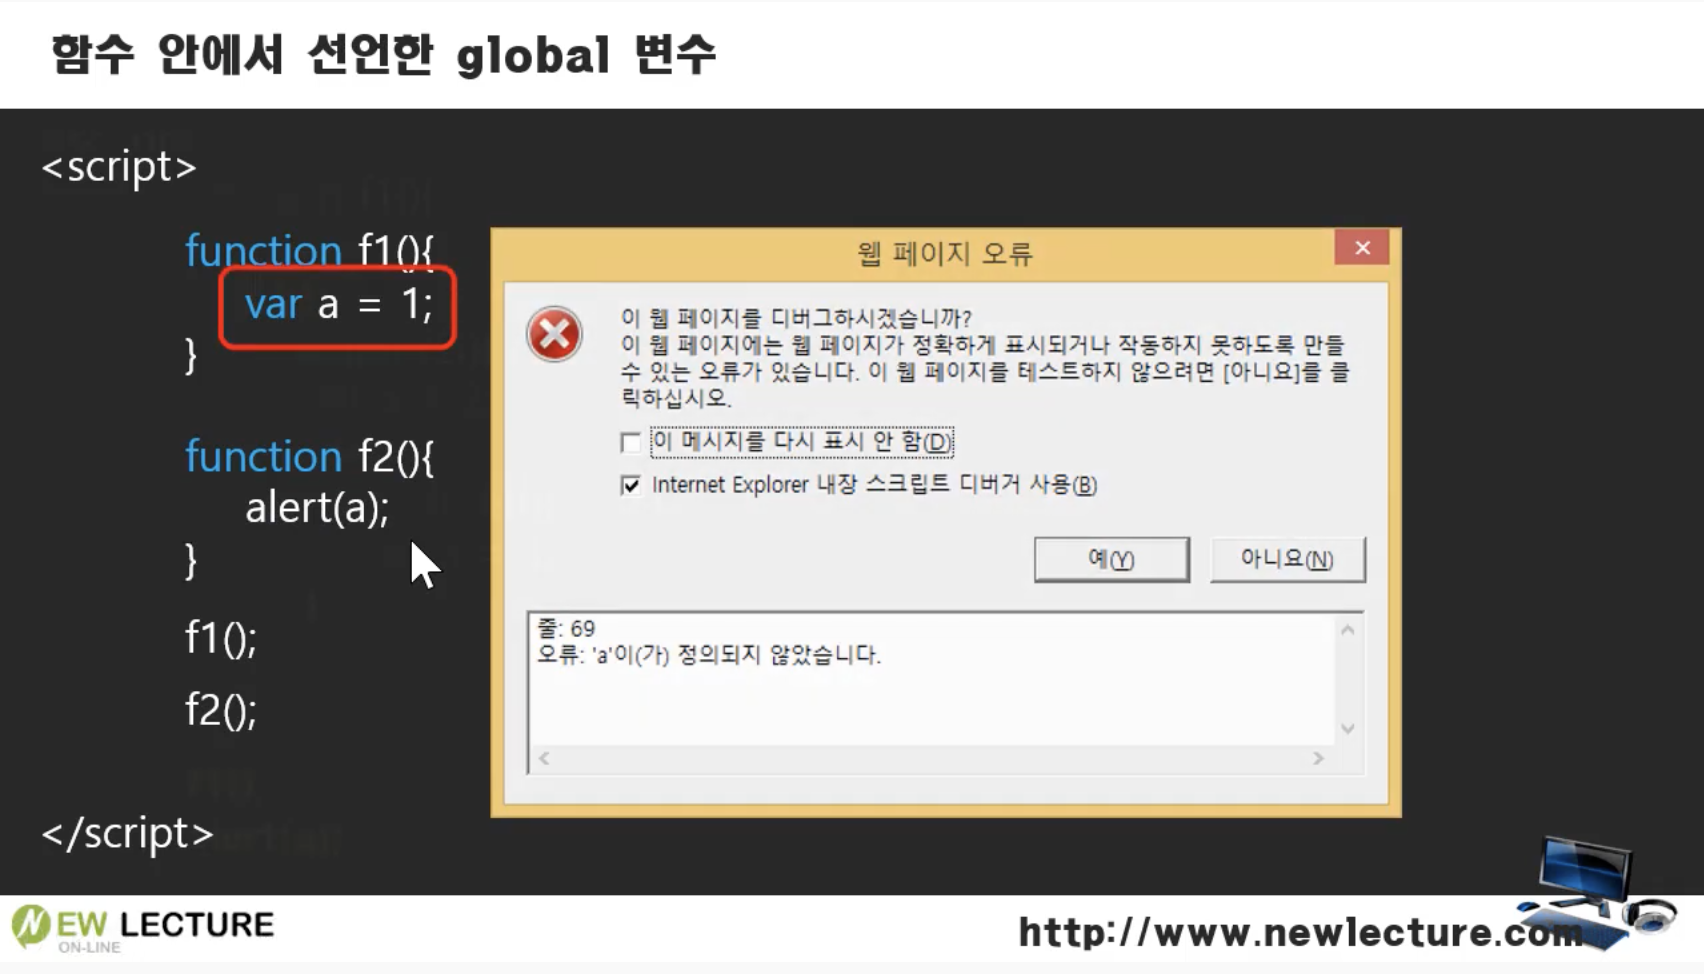 함수 안에서 선언한 global 변수
<script>
function f1(){
var a = 1;
}
function f2(){
alert(a);
}
f1();
f2();
</script>
웹 페이지 오류
이 웹 페이지를 디버그하시겠습니까?
이 웹 페이지에는 웹 페이지가 정확하게 표시되거나 작동하지 못하도록 만들
수 있는 오류가 있습니다. 이 웹 페이지를 테스트하지 않으려면 [아니요]를 클
릭하십시오.
이 메시지를 다시 표시 안 함(D)
Internet Explorer 내장 스크립트 디버거 사용(B)
예(Y) 아니요(N)
줄: 69
오류: 'a'이(가) 정의되지 않았습니다.
NEW LECTURE
ON-LINE
http://www.newlecture.com